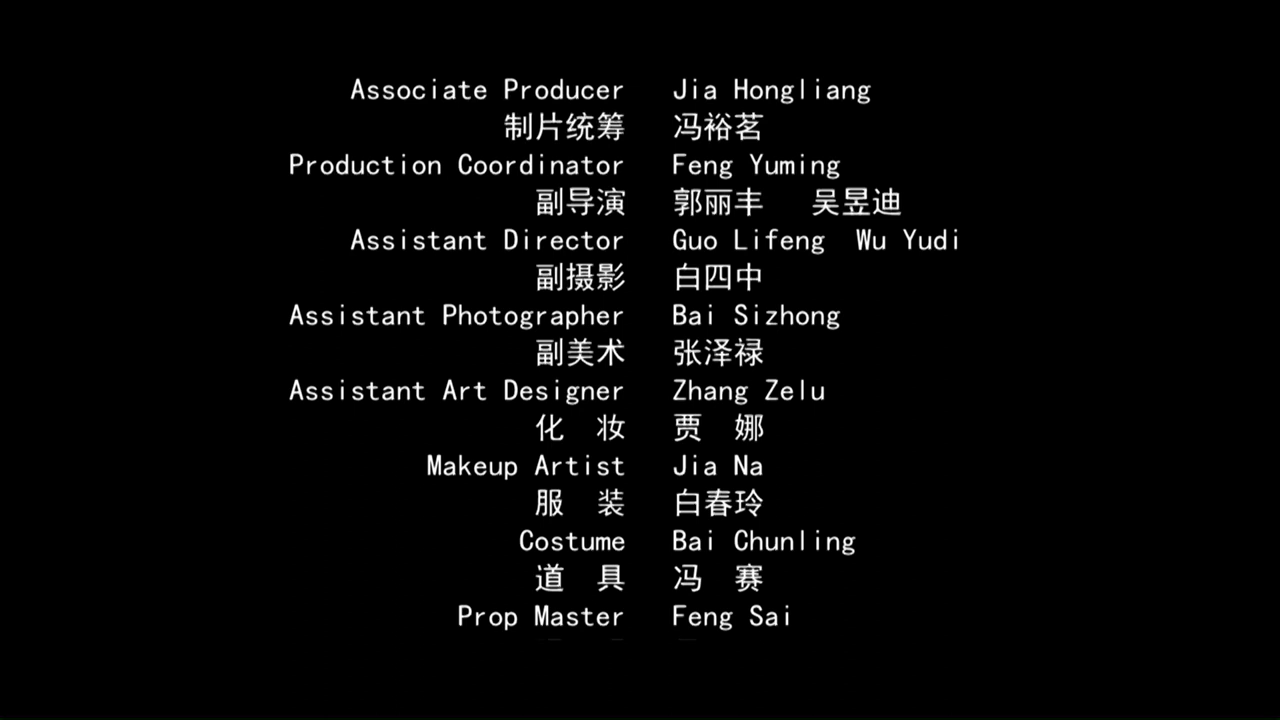 Associate Producer Jia Hongliang
制片统筹 冯裕茗
Production Coordinator Feng Yuming
副导演 郭丽丰 吴昱迪
Assistant Director Guo Lifeng Wu Yudi
副摄影 白四中
Assistant Photographer Bai Sizhong
副美术 张泽禄
Assistant Art Designer Zhang Zelu
化 妆 贾 娜
Makeup Artist Jia Na
服 装 白春玲
Costume Bai Chunling
道 具 冯 赛
Prop Master Feng Sai